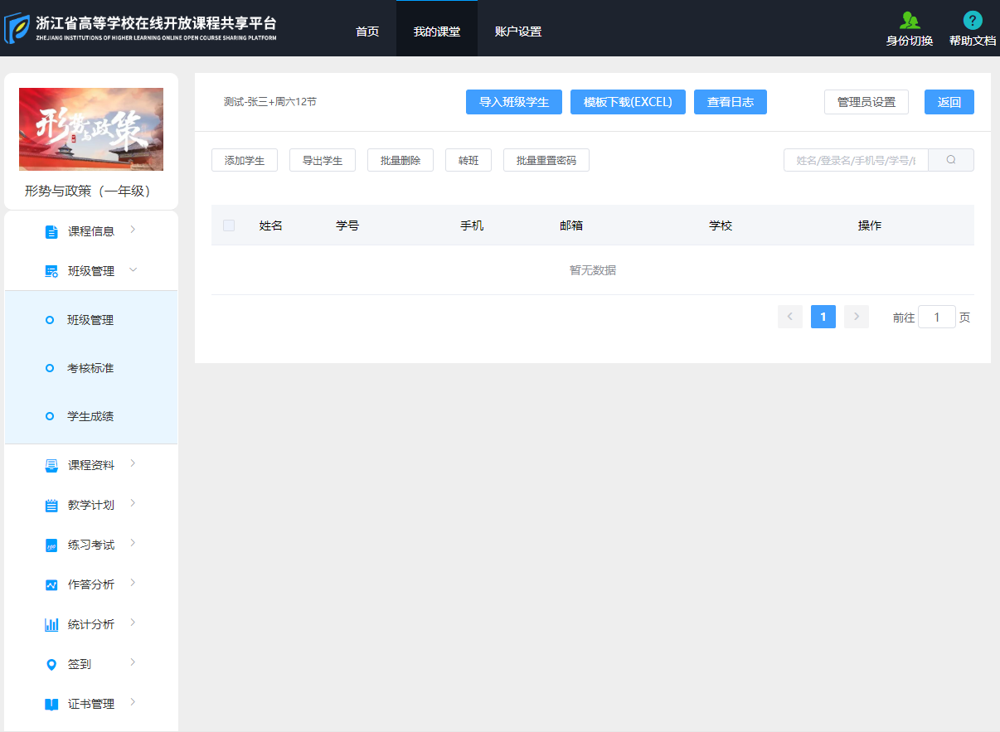 浙江省高等学校在线开放课程共享平台
ZHEJIANG INSTITUTIONS OF HIGHER LEARNING ONLINE OPEN COURSE SHARING PLATFORM
首页 我的课堂 账户设置
身份切换 帮助文档
形势与政策
形势与政策（一年级）
课程信息
班级管理
班级管理
考核标准
学生成绩
课程资料
教学计划
练习考试
作答分析
统计分析
签到
证书管理
测试-张三+周六12节
导入班级学生 模板下载(EXCEL) 查看日志 管理员设置 返回
添加学生 导出学生 批量删除 转班 批量重置密码 姓名/登录名/手机号/学号/
姓名 学号 手机 邮箱 学校 操作
暂无数据
1 前往 1 页